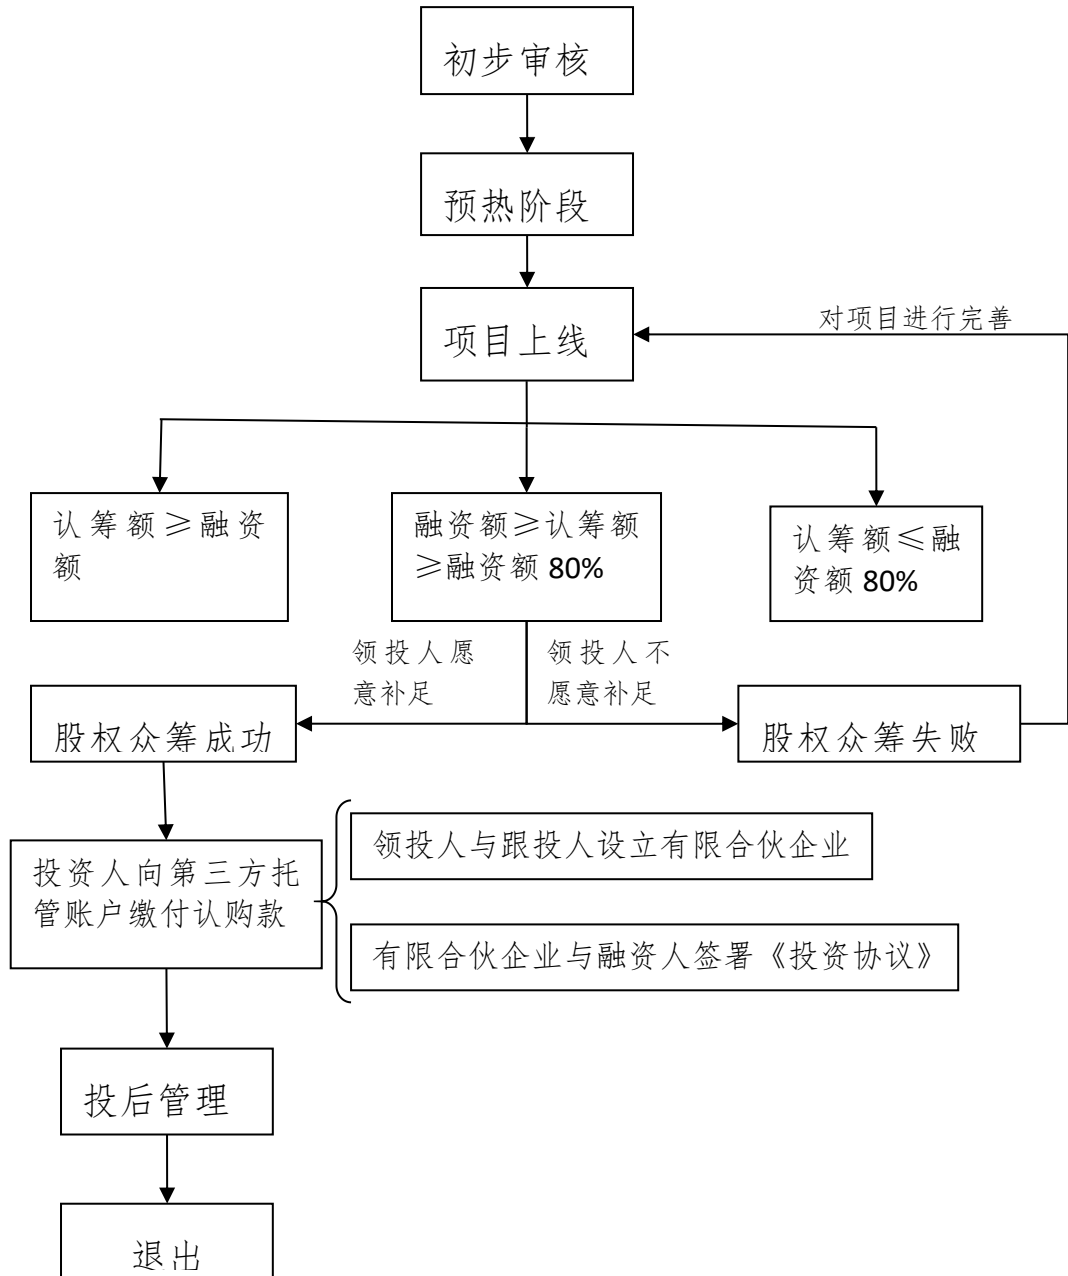 初步审核
预热阶段
项目上线
对项目进行完善
认筹额≥融资
额
融资额≥认筹额
≥融资额 80%
认筹额≤融
资额 80%
领投人愿
意补足
领投人不
愿意补足
股权众筹成功
股权众筹失败
投资人向第三方托
管账户缴付认购款
领投人与跟投人设立有限合伙企业
有限合伙企业与融资人签署《投资协议》
投后管理
退出